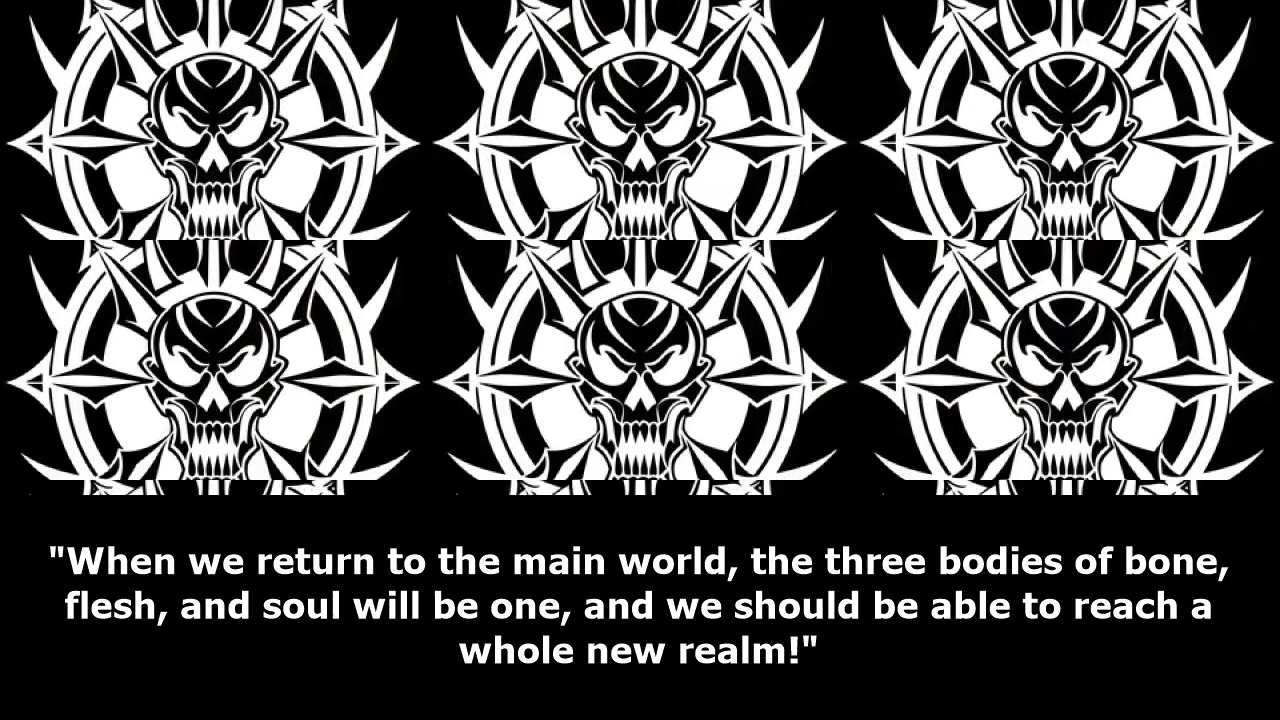 "When we return to the main world, the three bodies of bone,
flesh, and soul will be one, and we should be able to reach a
whole new realm!"